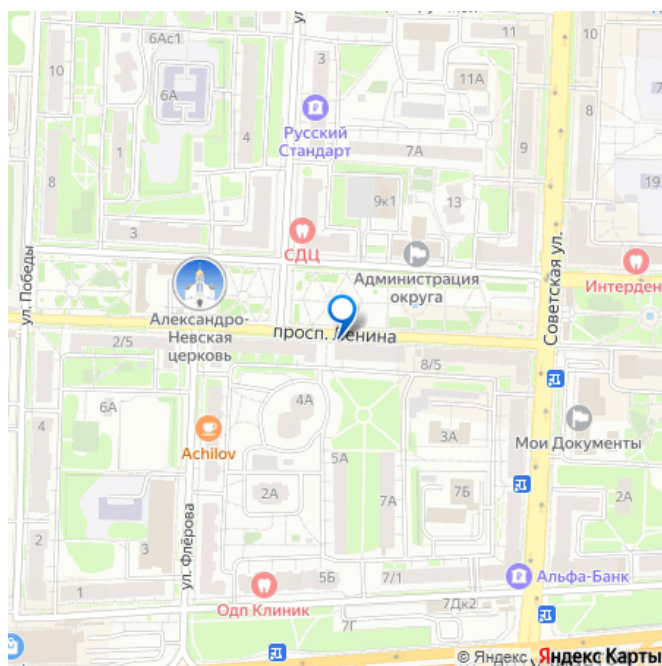 6Ас1
3
11
10
11А
6А
Русский
Стандарт
8
1
4
7А
9
8
19
9к1
13
3
СДЦ
Администрация
округа
Интерден
ул. Победы
Советская ул.
Александро-
Невская
церковь
просп. Ленина
2/5
8/5
4А
6А
4
Achilov
3А
Мои Документы
5А
2А
7А
7Б
2А
ул. Флёрова
2
3
5Б
7/1
Альфа-Банк
1
Одп Клиник
7Г
7Дк2
© Яндекс Яндекс Карты